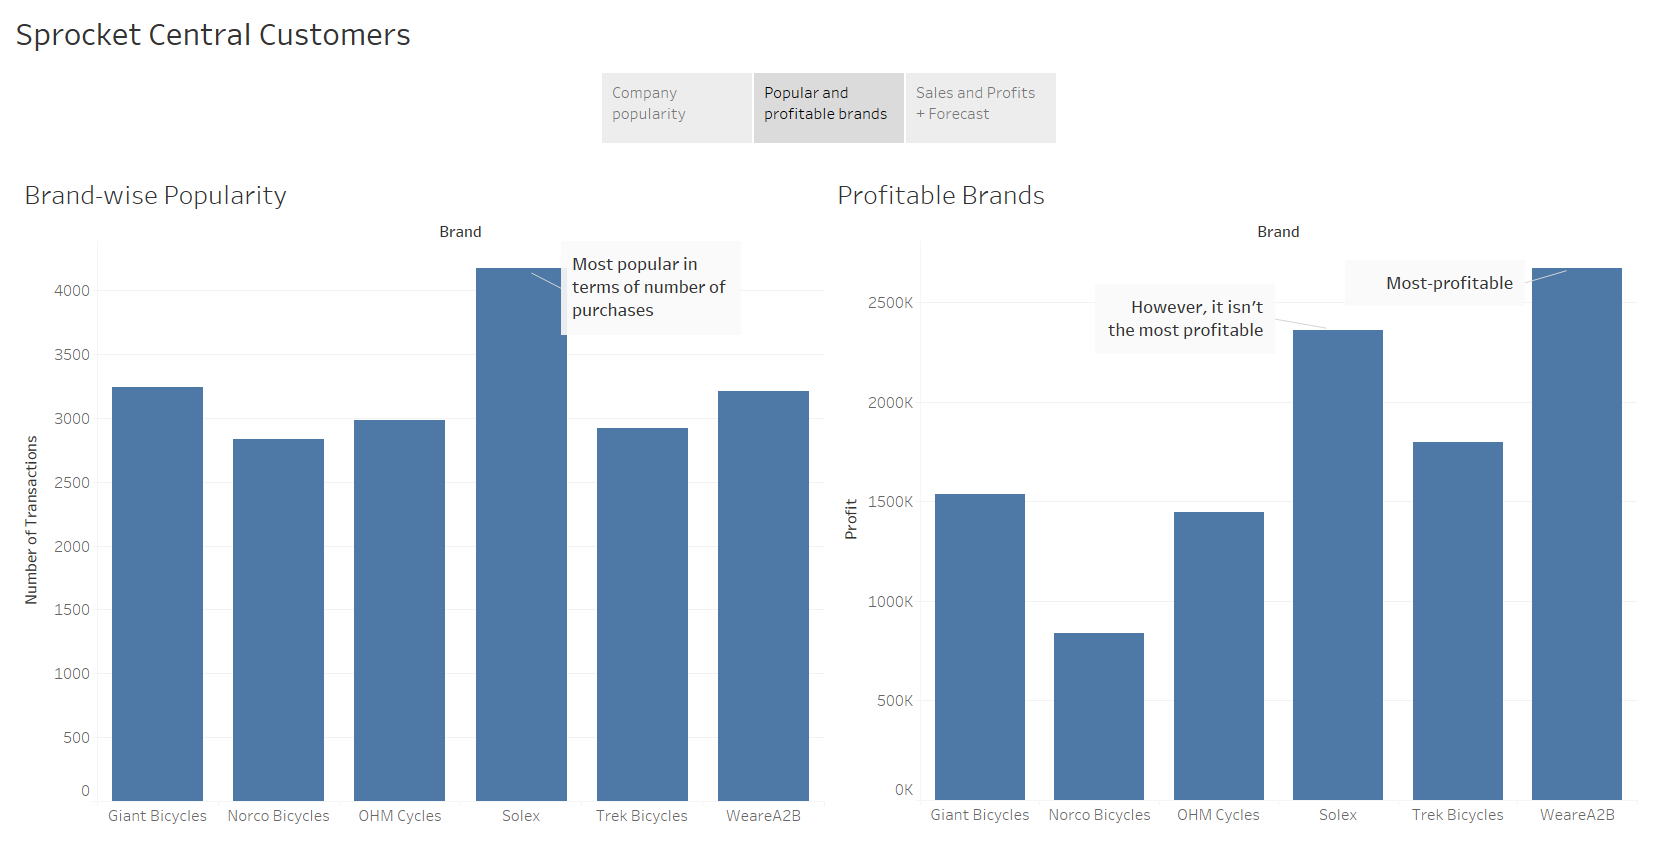 Sprocket Central Customers
Company
popularity
Popular and
profitable brands
Sales and Profits
+ Forecast
Brand-wise Popularity
Brand
Most popular in
terms of number of
purchases
Number of Transactions
4000
3500
3000
2500
2000
1500
1000
500
0
Giant Bicycles
Norco Bicycles
OHM Cycles
Solex
Trek Bicycles
WeareA2B
Profitable Brands
Brand
However, it isn't
the most profitable
Most-profitable
Profit
2500K
2000K
1500K
1000K
500K
0K
Giant Bicycles
Norco Bicycles
OHM Cycles
Solex
Trek Bicycles
WeareA2B